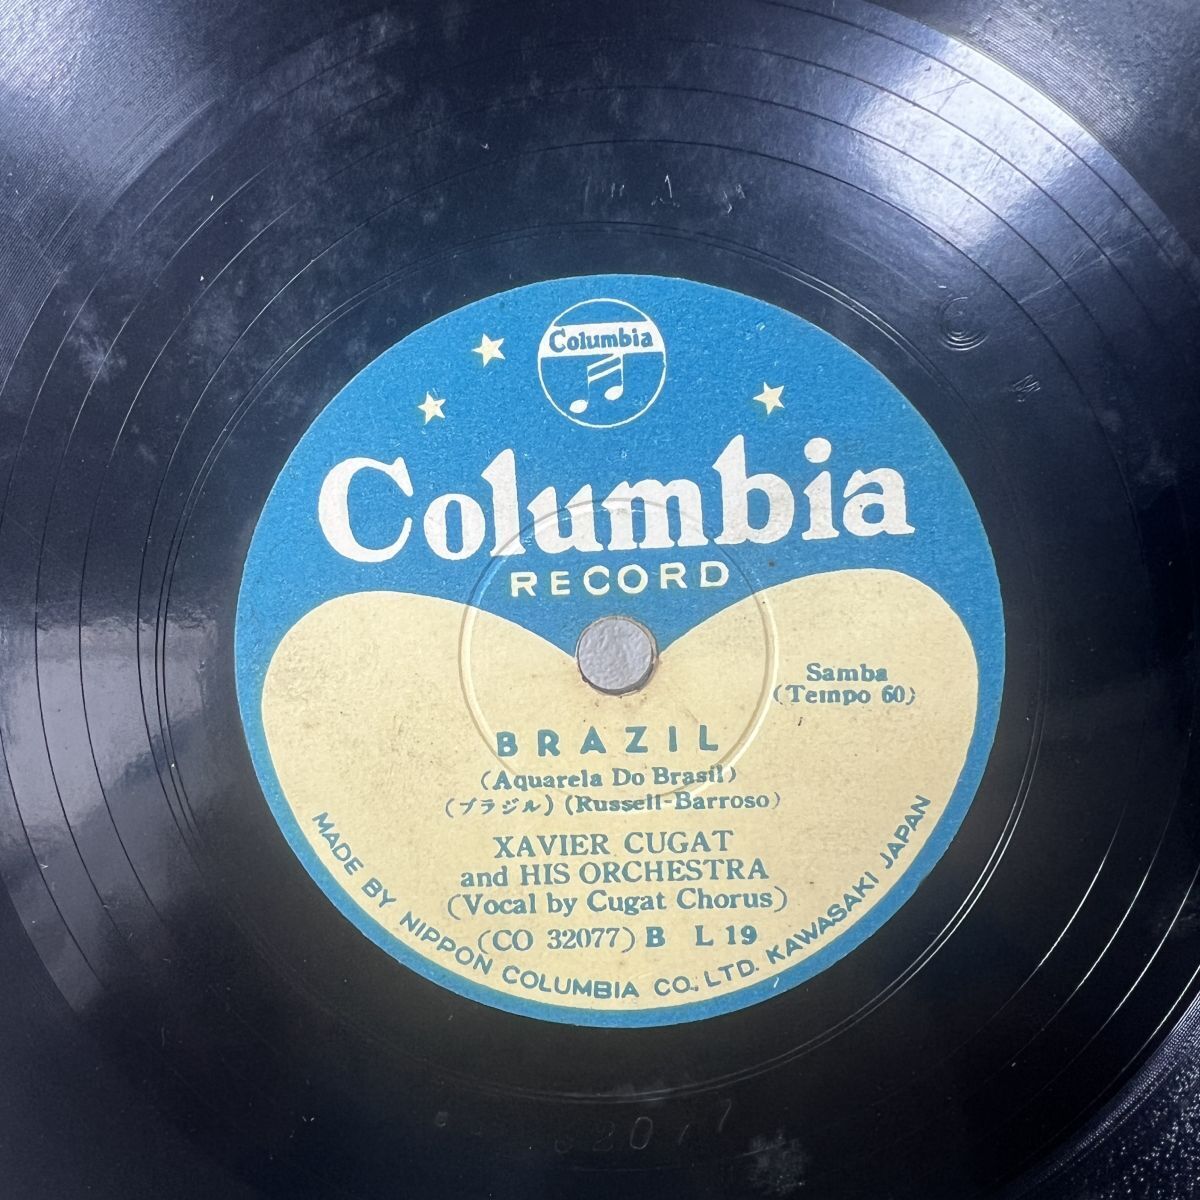 Columbia
Columbia
RECORD
Samba
(Tempo 60)
BRAZIL
(Aquarela Do Brasil)
(ブラジル) (Russell-Barroso)
XAVIER CUGAT
and HIS ORCHESTRA
(Vocal by Cugat Chorus)
(CO 32077) B L 19
MADE BY NIPPON COLUMBIA CO., LTD. KAWASAKI JAPAN